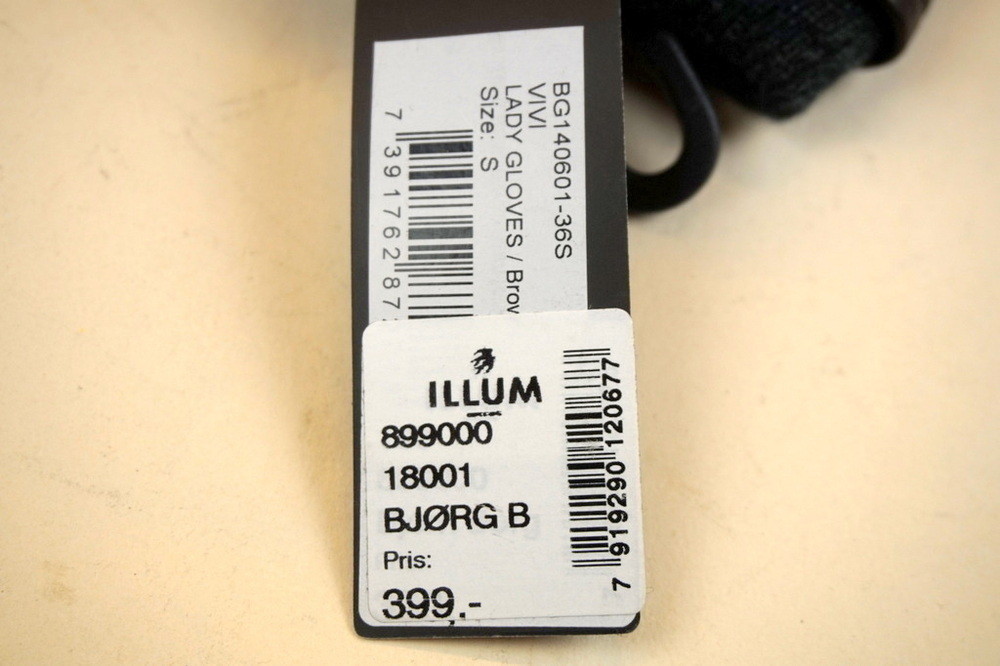 BG140601-36S
VIVI
LADY GLOVES / Brow
Size: S
7 391762 87
ILLUM
899000
18001
BJØRG B
Pris:
399.-
7 919290 120677